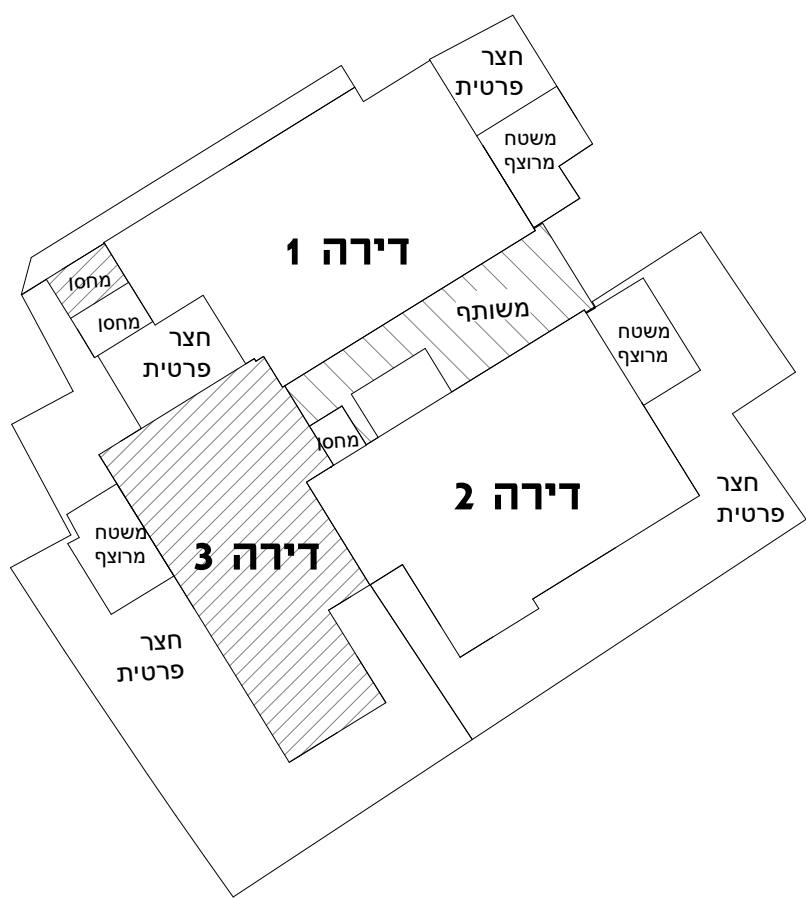 חצר
פרטית
משטח
מרוצף
דירה 1
מחסן
מחסן
משותף
חצר
פרטית
משטח
מרוצף
מחסן
דירה 2
חצר
פרטית
משטח
מרוצף
דירה 3
חצר
פרטית